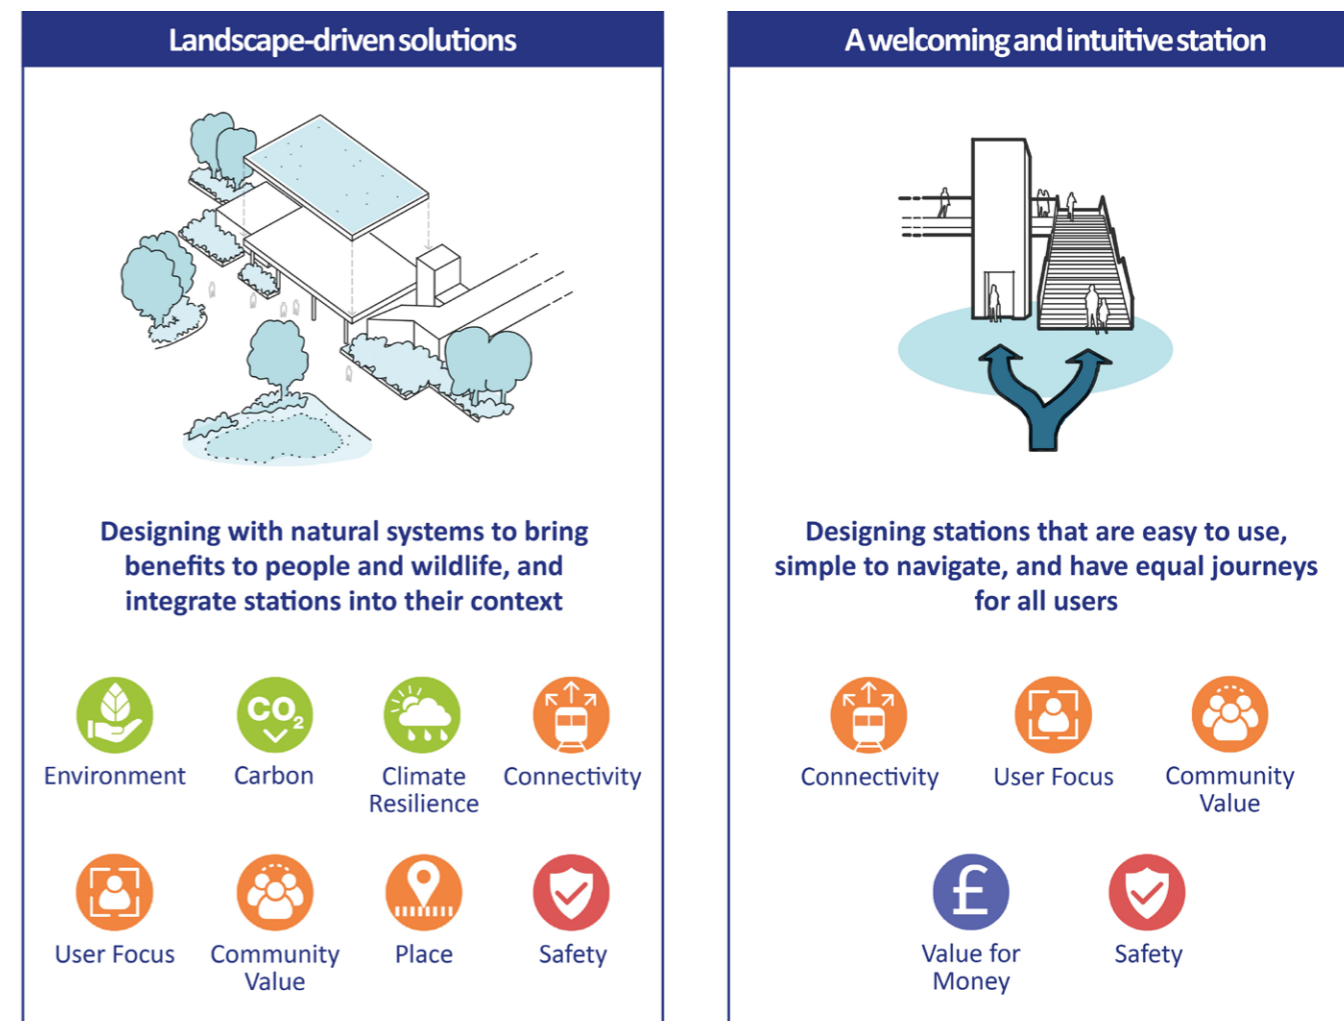 Landscape-driven solutions
Designing with natural systems to bring
benefits to people and wildlife, and
integrate stations into their context
CO₂
Environment
Carbon
Climate
Resilience
Connectivity
User Focus
Community
Value
Place
Safety
A welcoming and intuitive station
Designing stations that are easy to use,
simple to navigate, and have equal journeys
for all users
Connectivity
User Focus
Community
Value
£
Value for
Money
Safety